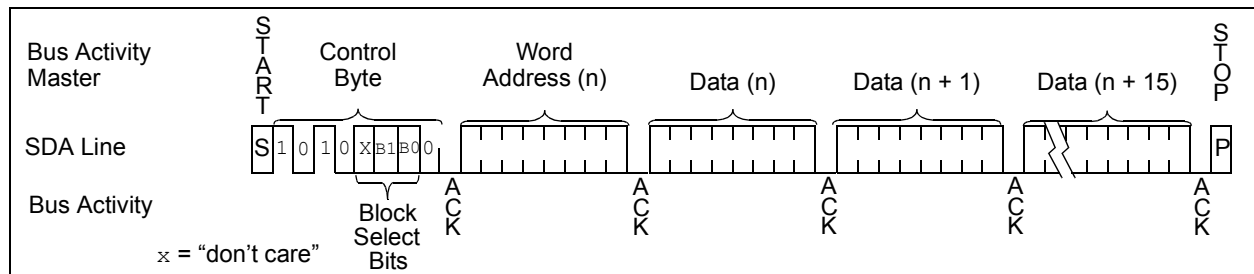 Bus Activity
Master
START
Control
Byte
Word
Address (n)
Data (n)
Data (n + 1)
Data (n + 15)
STOP
SDA Line
S 1 0 1 0 X B1 B0 0
P
Bus Activity
ACK
ACK
ACK
ACK
ACK
Block
Select
Bits
x = “don’t care”